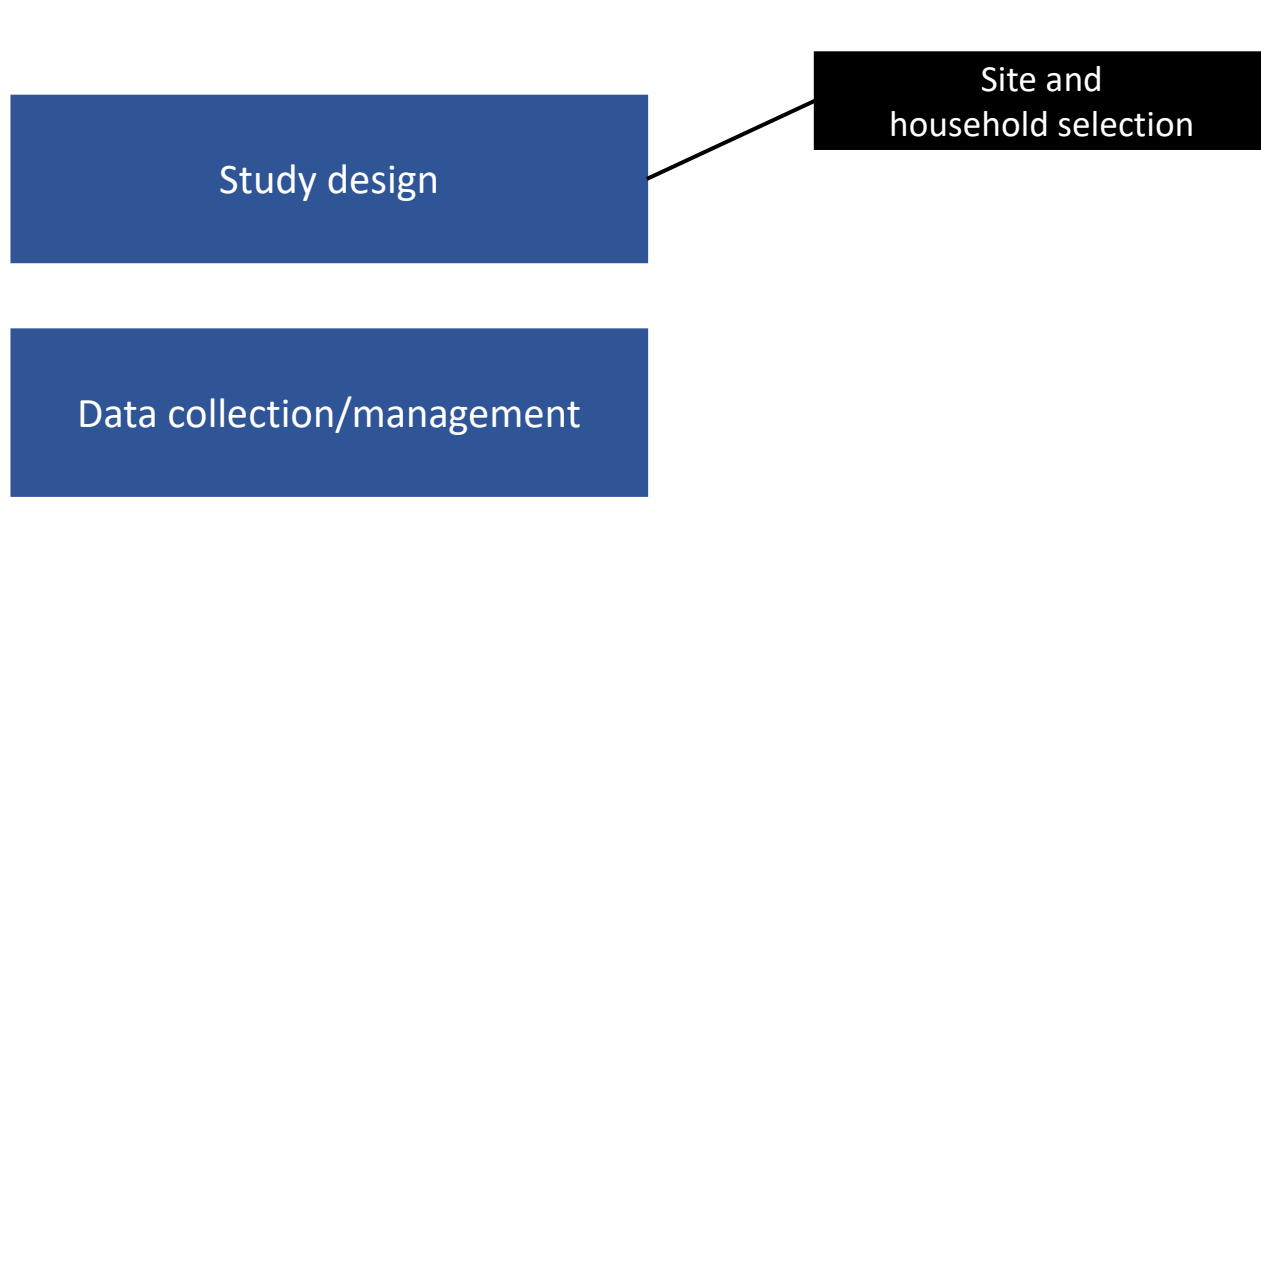 Site and
household selection
Study design
Data collection/management